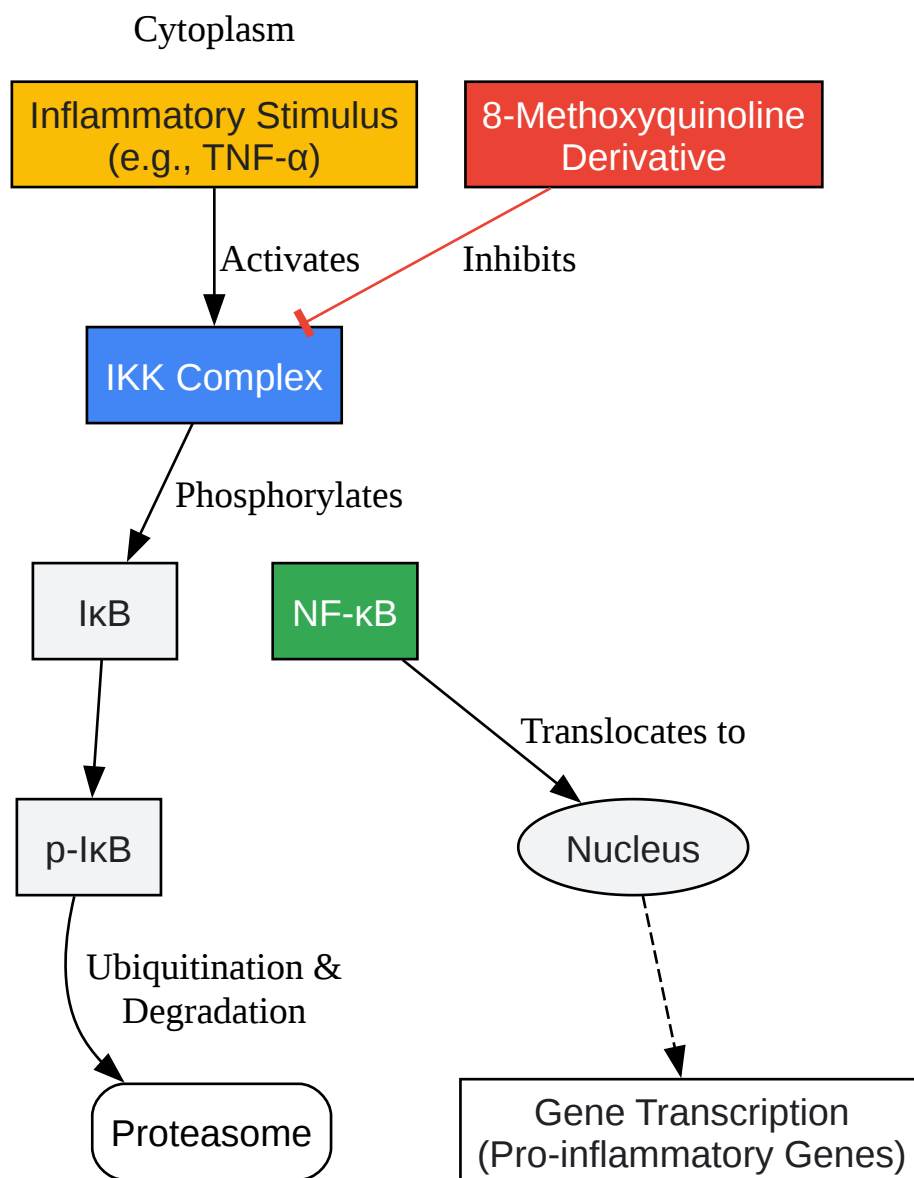 Cytoplasm
Inflammatory Stimulus
(e.g., TNF-α)
8-Methoxyquinoline
Derivative
Activates
Inhibits
IKK Complex
Phosphorylates
IκB
NF-κB
Translocates to
p-IκB
Nucleus
Ubiquitination &
Degradation
Proteasome
Gene Transcription
(Pro-inflammatory Genes)